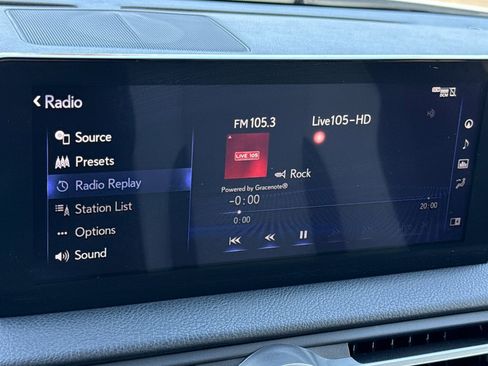 < Radio
FM 105.3
Live105-HD
Source
Presets
LIVE 105
Radio Replay
Rock
Powered by Gracenote®
Station List
-0:00
0:00
20:00
Options
Sound